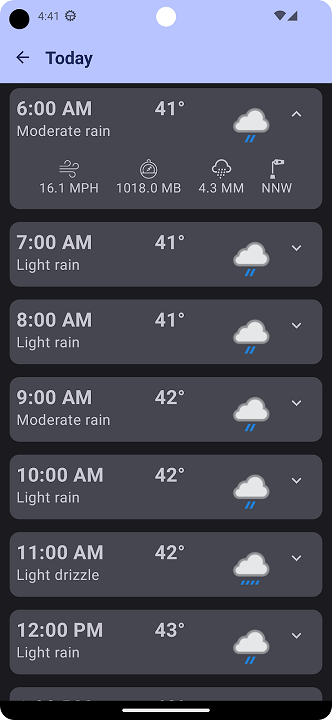 4:41
Today
6:00 AM 41°
Moderate rain
16.1 MPH 1018.0 MB 4.3 MM NNW
7:00 AM 41°
Light rain
8:00 AM 41°
Light rain
9:00 AM 42°
Moderate rain
10:00 AM 42°
Light rain
11:00 AM 42°
Light drizzle
12:00 PM 43°
Light rain